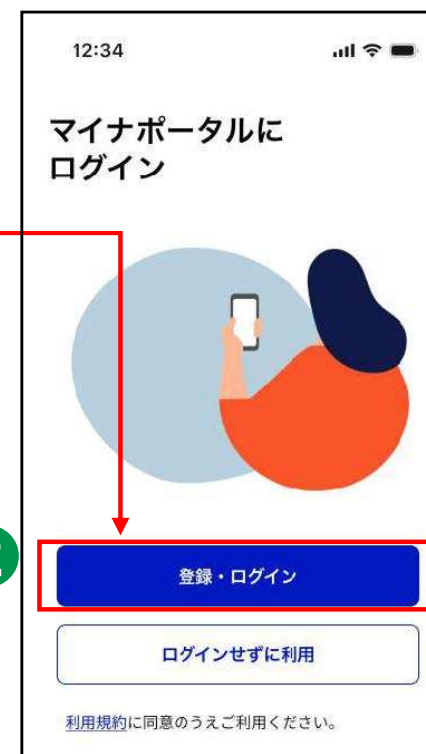 12:34
マイナポータルに
ログイン
登録・ログイン
ログインせずに利用
利用規約に同意のうえご利用ください。